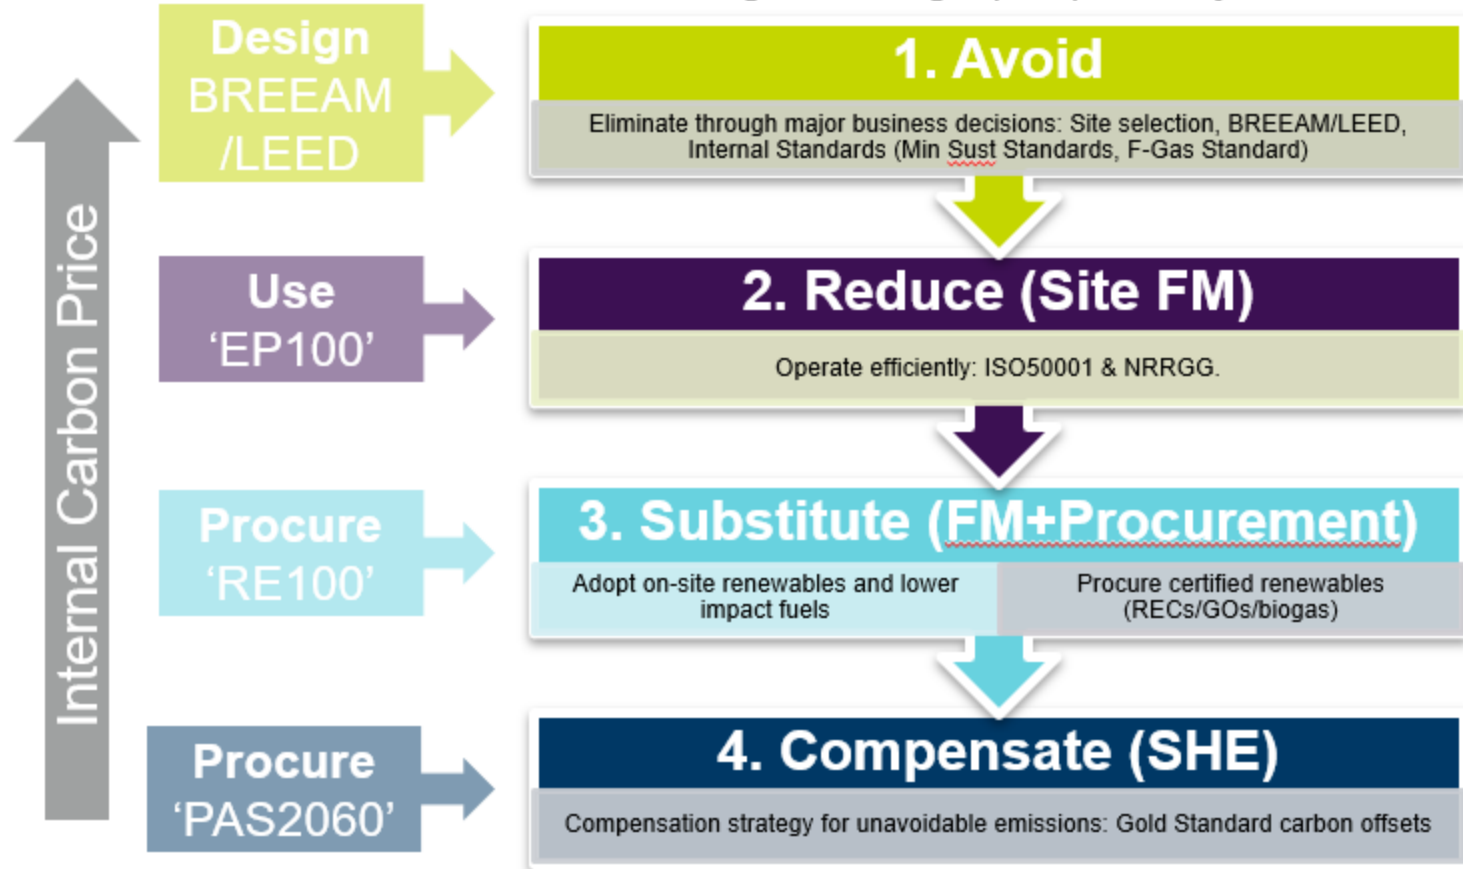 Internal Carbon Price
Design
BREEAM
/LEED
1. Avoid
Eliminate through major business decisions: Site selection, BREEAM/LEED,
Internal Standards (Min Sust Standards, F-Gas Standard)
Use
‘EP100’
2. Reduce (Site FM)
Operate efficiently: ISO50001 & NRRGG.
Procure
‘RE100’
3. Substitute (FM+Procurement)
Adopt on-site renewables and lower
impact fuels
Procure certified renewables
(RECs/GOs/biogas)
Procure
‘PAS2060’
4. Compensate (SHE)
Compensation strategy for unavoidable emissions: Gold Standard carbon offsets